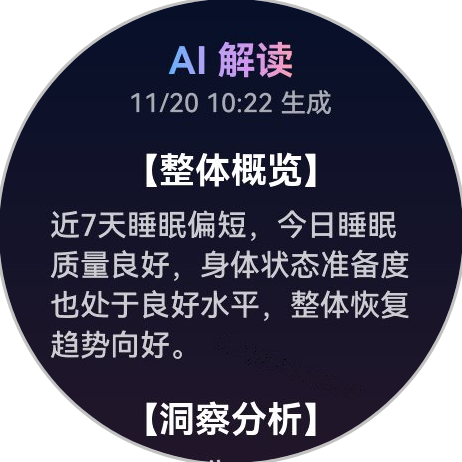 AI 解读
11/20 10:22 生成
【整体概览】
近7天睡眠偏短，今日睡眠
质量良好，身体状态准备度
也处于良好水平，整体恢复
趋势向好。
【洞察分析】